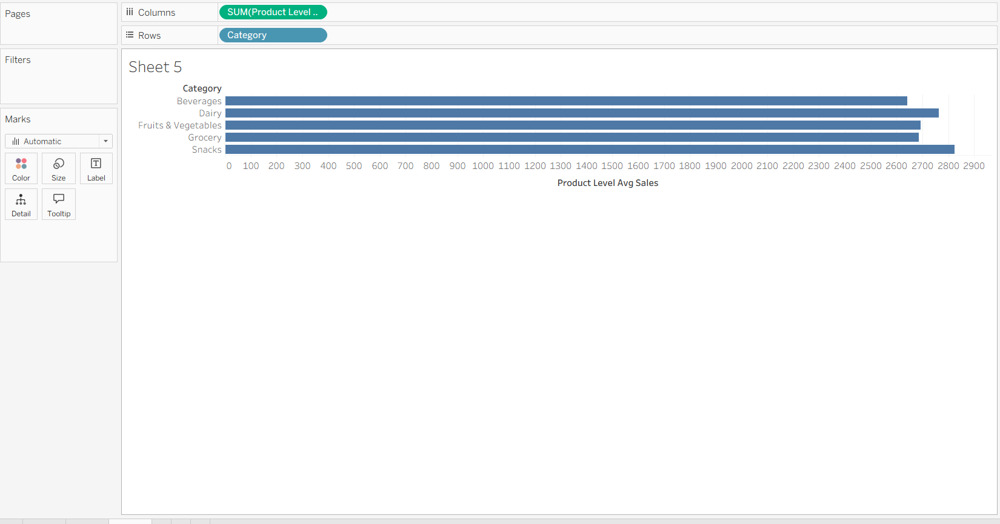 Pages
Columns
SUM(Product Level ..
Rows
Category
Filters
Sheet 5
Category
Beverages
Dairy
Fruits & Vegetables
Grocery
Snacks
0 100 200 300 400 500 600 700 800 900 1000 1100 1200 1300 1400 1500 1600 1700 1800 1900 2000 2100 2200 2300 2400 2500 2600 2700 2800 2900
Product Level Avg Sales
Marks
Automatic
Color Size Label
Detail Tooltip